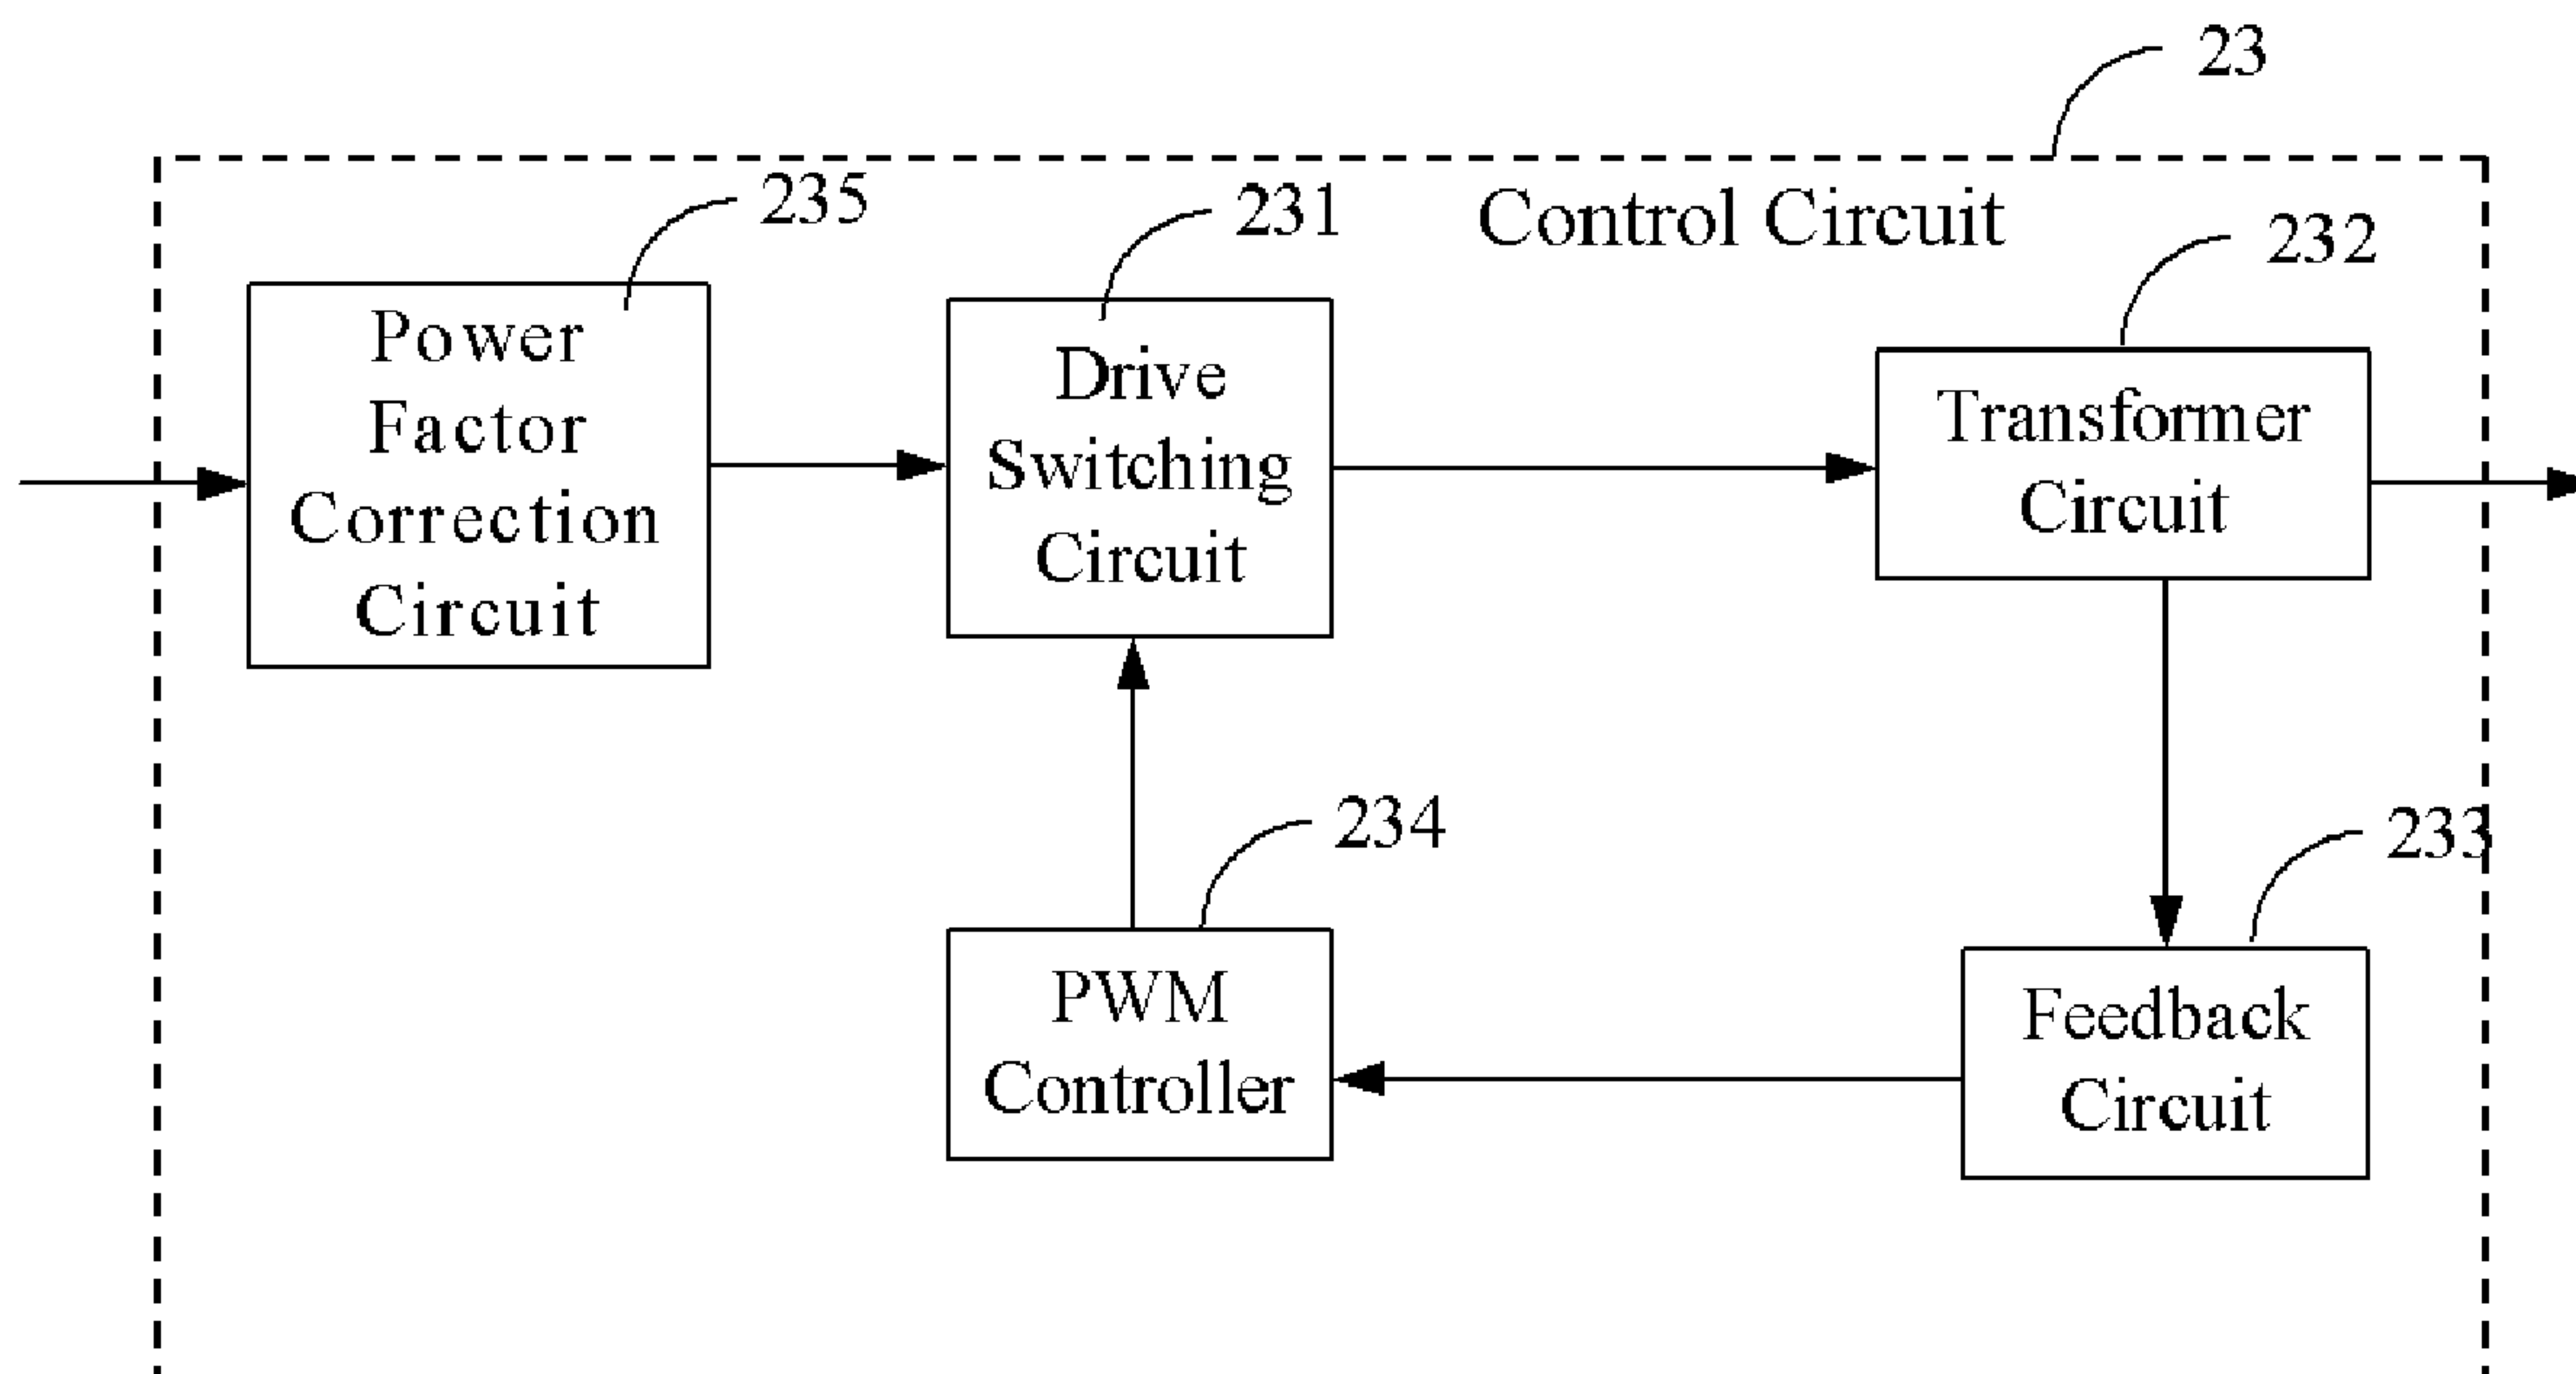 23
Control Circuit
235
Power
Factor
Correction
Circuit
231
Drive
Switching
Circuit
232
Transformer
Circuit
234
PWM
Controller
233
Feedback
Circuit